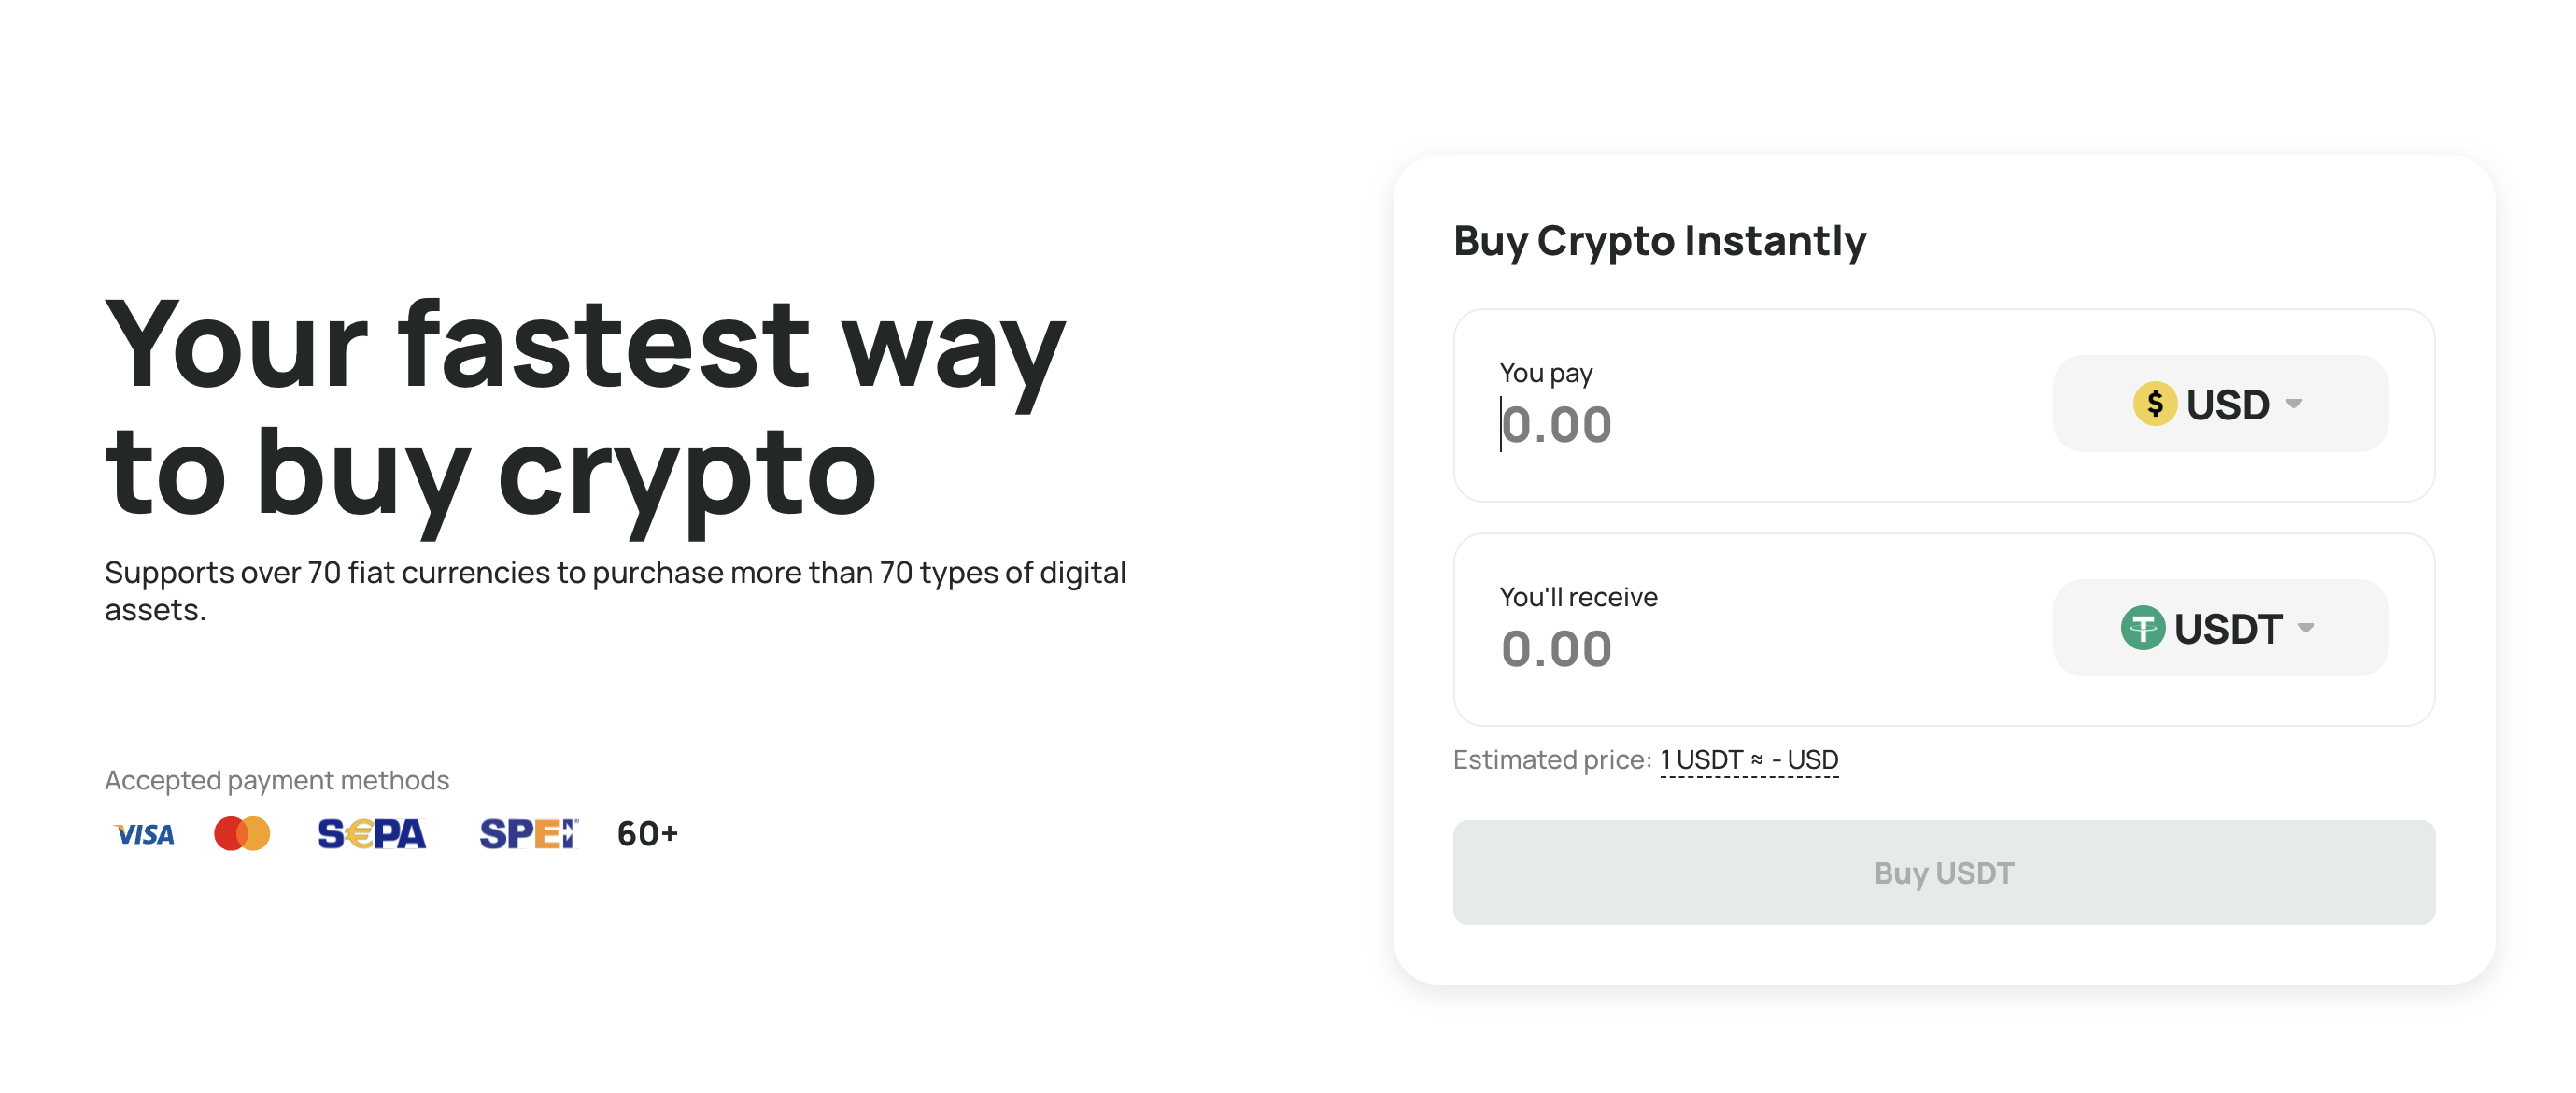 Your fastest way
to buy crypto
Supports over 70 fiat currencies to purchase more than 70 types of digital
assets.
Accepted payment methods
VISA S€PA SPEI 60+
Buy Crypto Instantly
You pay
0.00
$ USD
You'll receive
0.00
USDT
Estimated price: 1 USDT ≈ - USD
Buy USDT